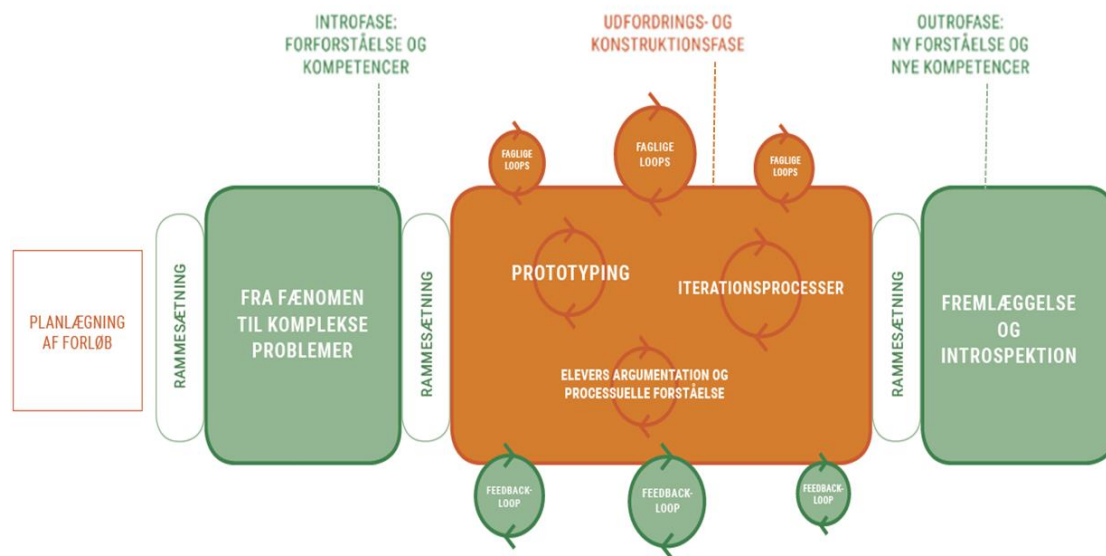 INTROFASE:
FORFORSTÅELSE OG
KOMPETENCER
UDFORDRINGS- OG
KONSTRUKTIONSFASE
OUTROFASE:
NY FORSTÅELSE OG
NYE KOMPETENCER
FAGLIGE
LOOPS
FAGLIGE
LOOPS
FAGLIGE
LOOPS
PLANLÆGNING
AF FORLØB
RAMMESÆTNING
FRA FÆNOMEN
TIL KOMPLEKSE
PROBLEMER
RAMMESÆTNING
PROTOTYPING
ITERATIONSPROCESSER
ELEVERS ARGUMENTATION OG
PROCESSUELLE FORSTÅELSE
RAMMESÆTNING
FREMLÆGGELSE
OG
INTROSPEKTION
FEEDBACK-
LOOP
FEEDBACK-
LOOP
FEEDBACK-
LOOP